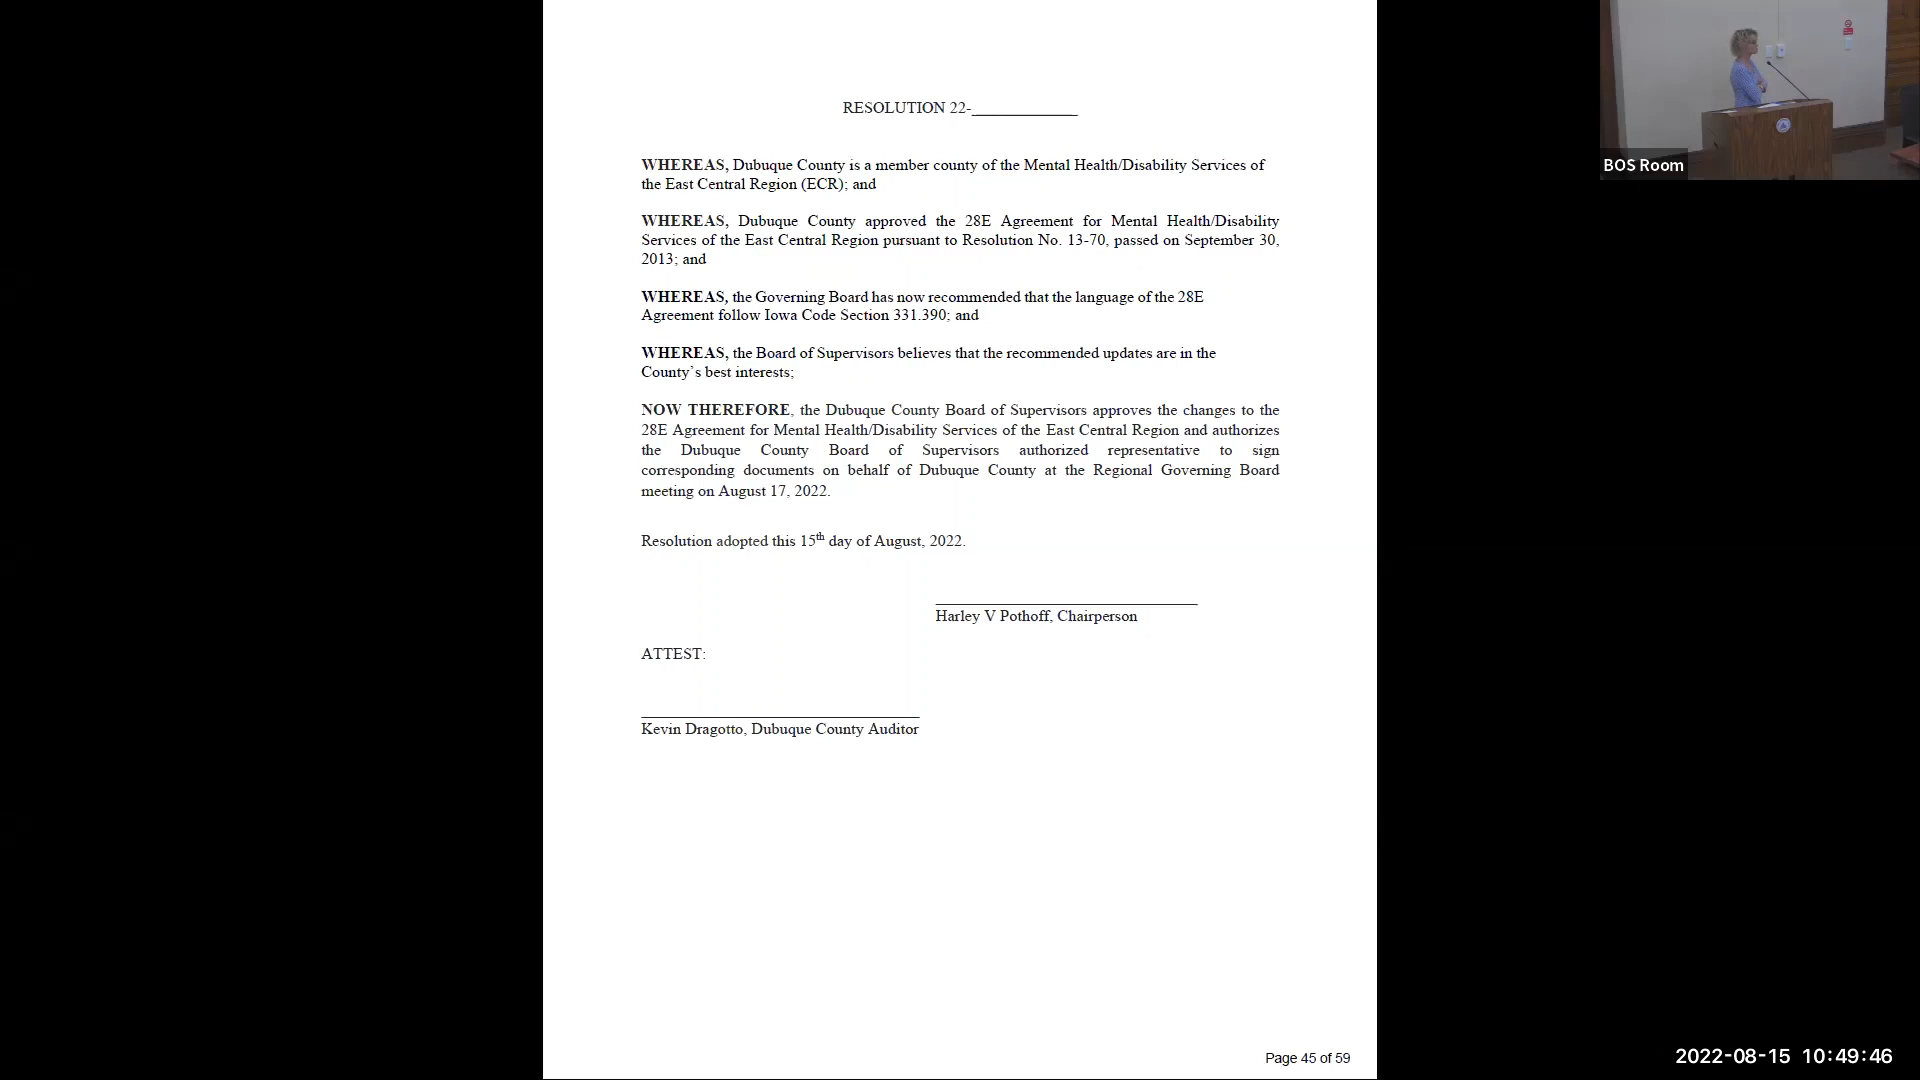 RESOLUTION 22-_____________
WHEREAS, Dubuque County is a member county of the Mental Health/Disability Services of
the East Central Region (ECR); and
WHEREAS, Dubuque County approved the 28E Agreement for Mental Health/Disability
Services of the East Central Region pursuant to Resolution No. 13-70, passed on September 30,
2013; and
WHEREAS, the Governing Board has now recommended that the language of the 28E
Agreement follow Iowa Code Section 331.390; and
WHEREAS, the Board of Supervisors believes that the recommended updates are in the
County's best interests;
NOW THEREFORE, the Dubuque County Board of Supervisors approves the changes to the
28E Agreement for Mental Health/Disability Services of the East Central Region and authorizes
the Dubuque County Board of Supervisors authorized representative to sign
corresponding documents on behalf of Dubuque County at the Regional Governing Board
meeting on August 17, 2022.
Resolution adopted this 15th day of August, 2022.
Harley V Pothoff, Chairperson
ATTEST:
Kevin Dragotto, Dubuque County Auditor
Page 45 of 59
BOS Room
2022-08-15 10:49:46